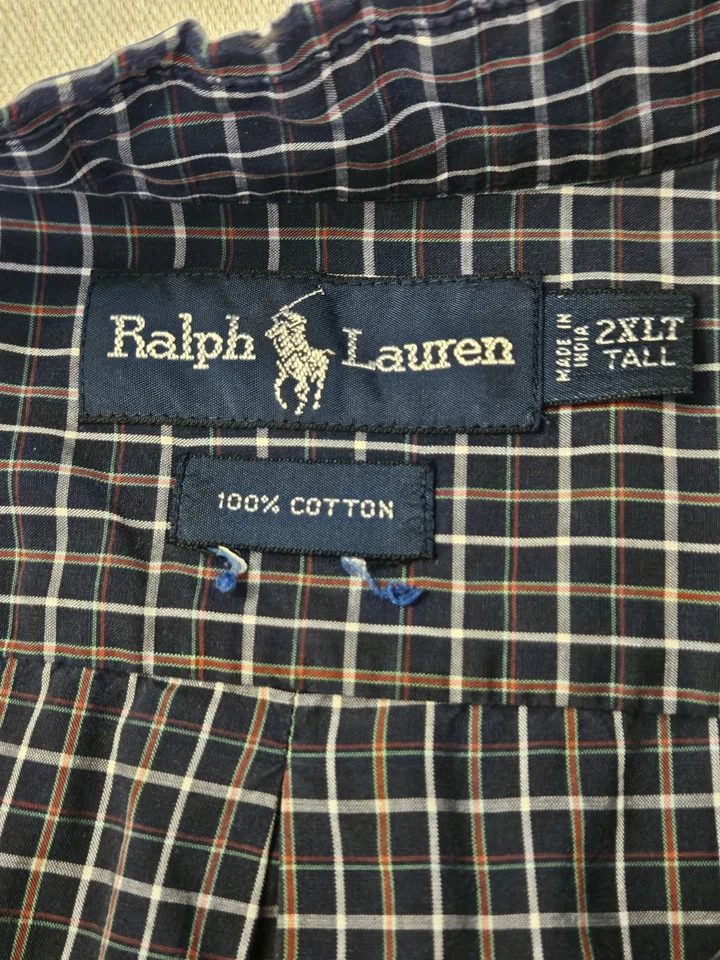 Ralph Lauren
MADE IN
INDIA
2XLT
TALL
100% COTTON